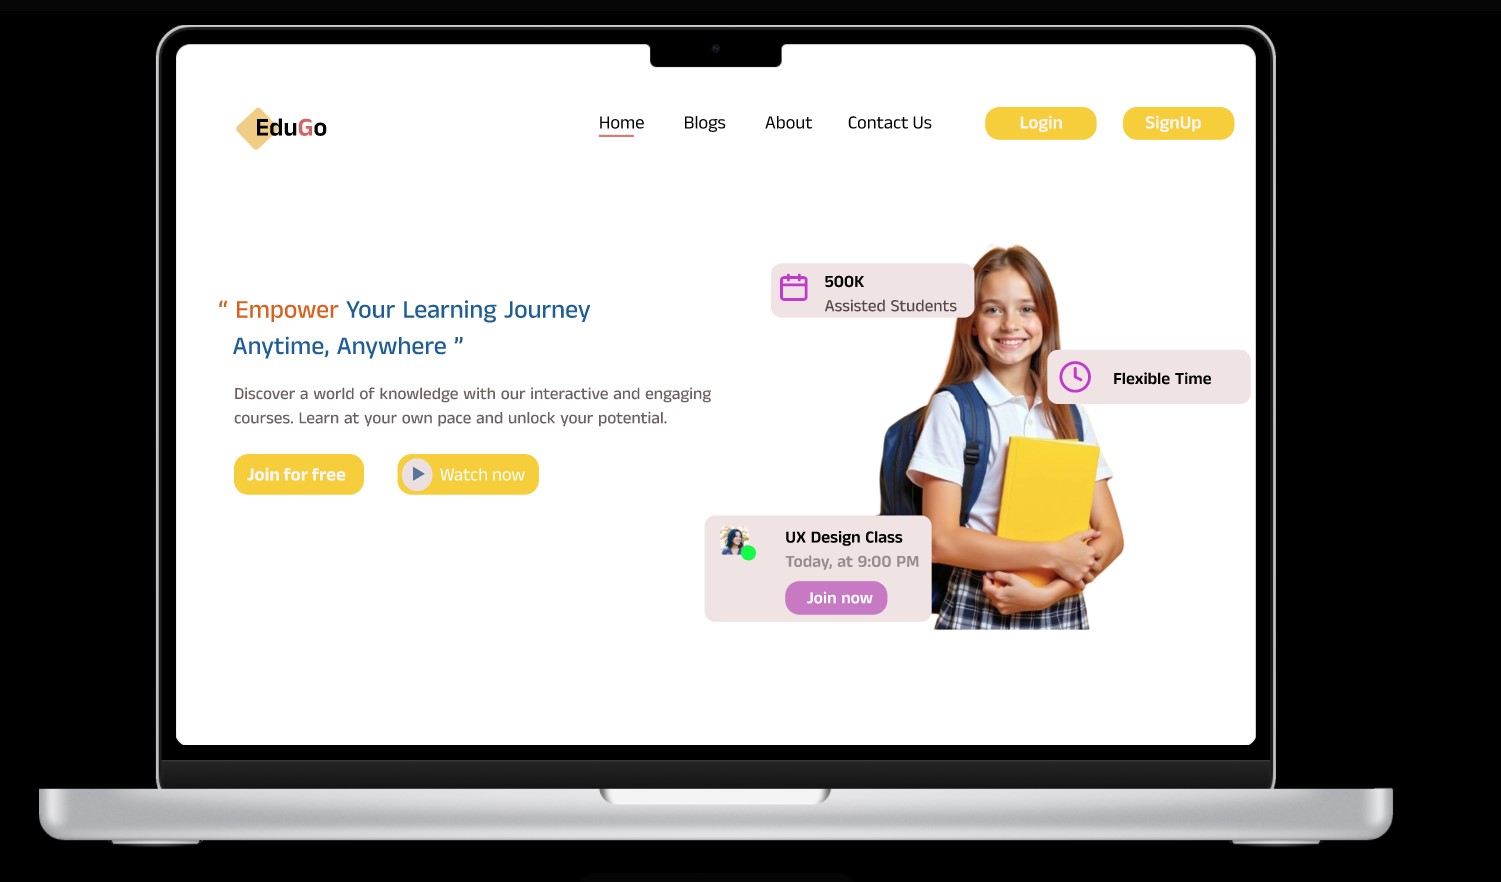 EduGo
Home
Blogs
About
Contact Us
Login
SignUp
“ Empower Your Learning Journey
Anytime, Anywhere ”
Discover a world of knowledge with our interactive and engaging
courses. Learn at your own pace and unlock your potential.
Join for free
Watch now
500K
Assisted Students
Flexible Time
UX Design Class
Today, at 9:00 PM
Join now